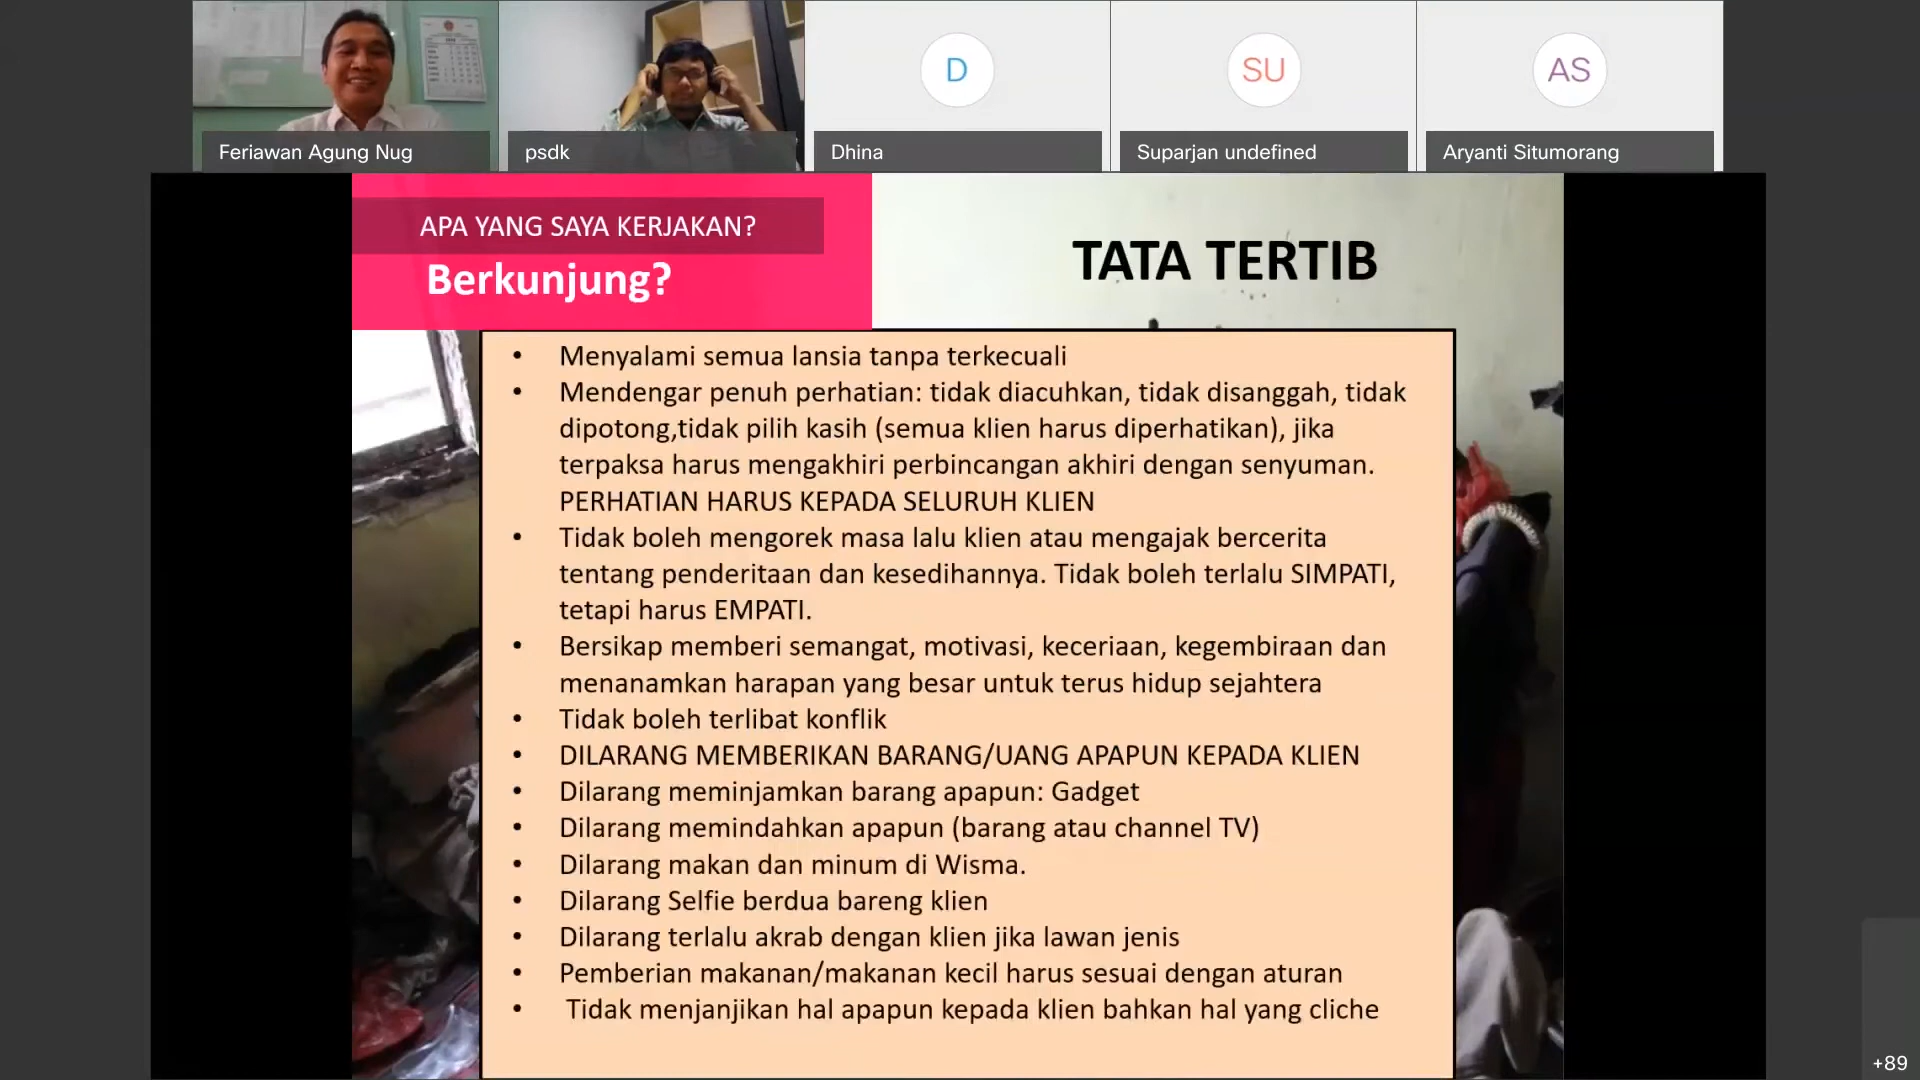 D
SU
AS
Feriawan Agung Nug
psdk
Dhina
Suparjan undefined
Aryanti Situmorang
APA YANG SAYA KERJAKAN?
Berkunjung?
TATA TERTIB
• Menyalami semua lansia tanpa terkecuali
• Mendengar penuh perhatian: tidak diacuhkan, tidak disanggah, tidak
dipotong,tidak pilih kasih (semua klien harus diperhatikan), jika
terpaksa harus mengakhiri perbincangan akhiri dengan senyuman.
PERHATIAN HARUS KEPADA SELURUH KLIEN
• Tidak boleh mengorek masa lalu klien atau mengajak bercerita
tentang penderitaan dan kesedihannya. Tidak boleh terlalu SIMPATI,
tetapi harus EMPATI.
• Bersikap memberi semangat, motivasi, keceriaan, kegembiraan dan
menanamkan harapan yang besar untuk terus hidup sejahtera
• Tidak boleh terlibat konflik
• DILARANG MEMBERIKAN BARANG/UANG APAPUN KEPADA KLIEN
• Dilarang meminjamkan barang apapun: Gadget
• Dilarang memindahkan apapun (barang atau channel TV)
• Dilarang makan dan minum di Wisma.
• Dilarang Selfie berdua bareng klien
• Dilarang terlalu akrab dengan klien jika lawan jenis
• Pemberian makanan/makanan kecil harus sesuai dengan aturan
• Tidak menjanjikan hal apapun kepada klien bahkan hal yang cliche
+89